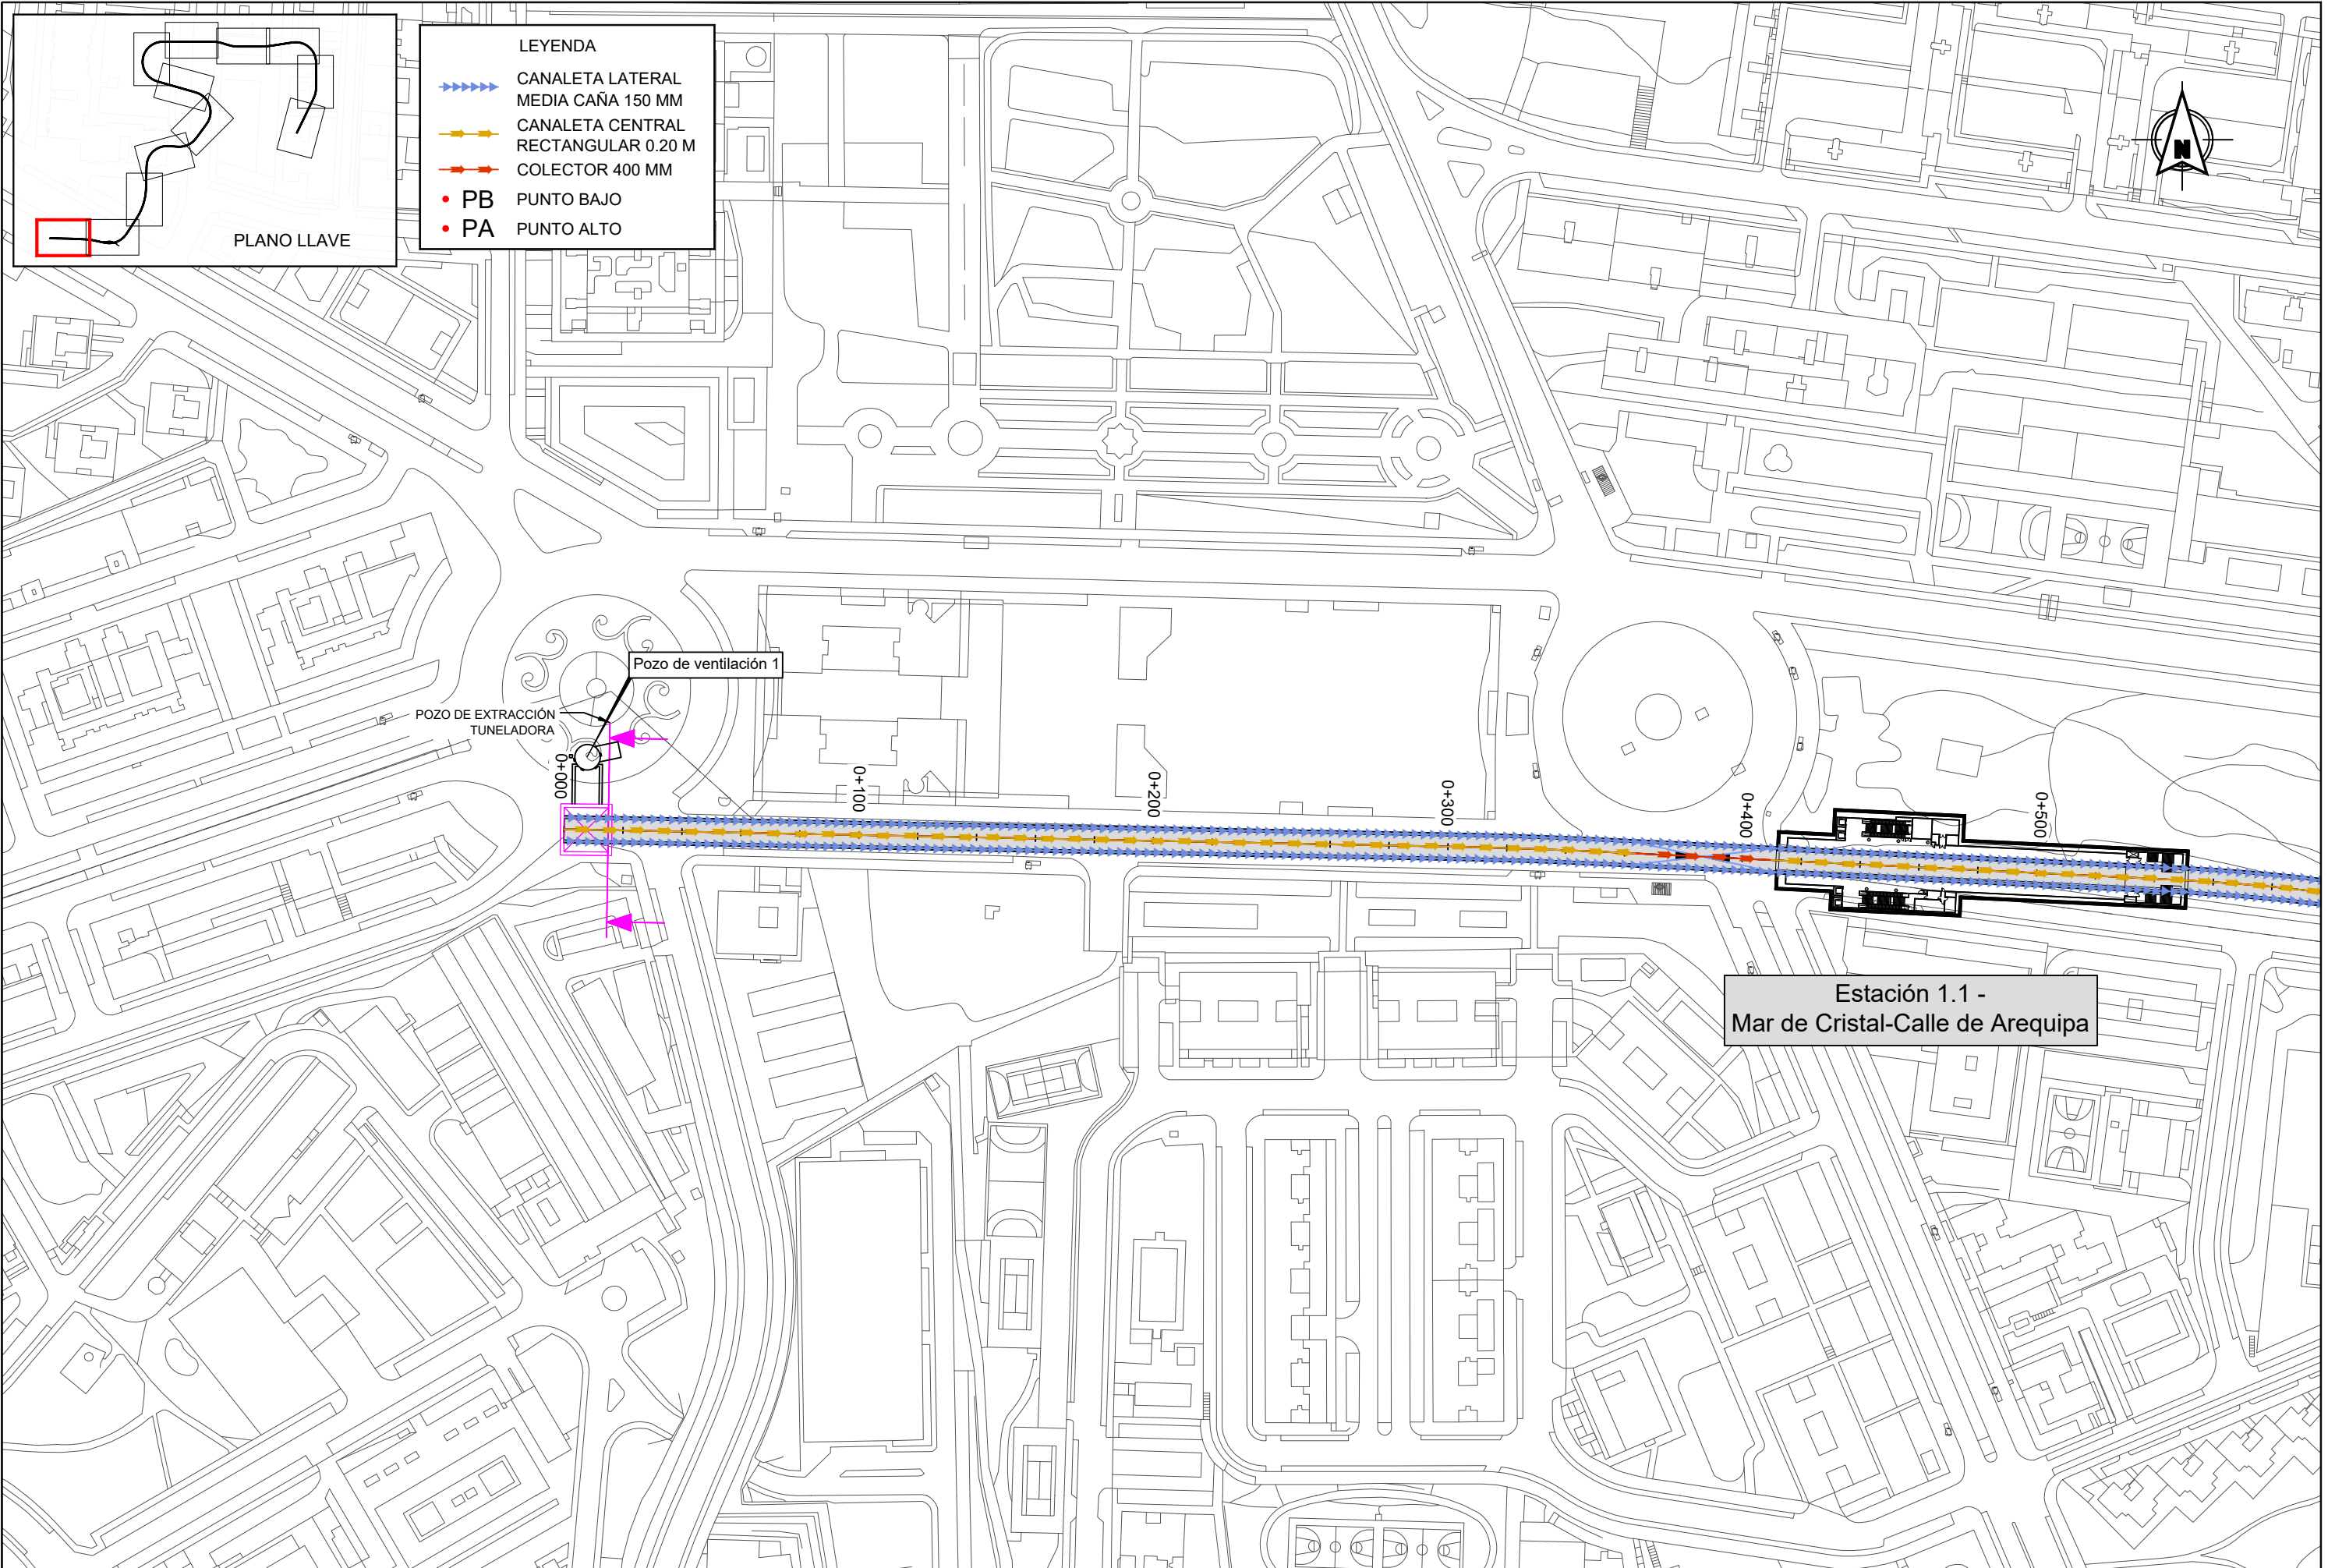 PLANO LLAVE
LEYENDA
CANALETA LATERAL
MEDIA CAÑA 150 MM
CANALETA CENTRAL
RECTANGULAR 0.20 M
COLECTOR 400 MM
PB PUNTO BAJO
PA PUNTO ALTO
N
Pozo de ventilación 1
POZO DE EXTRACCIÓN
TUNELADORA
0+000
0+100
0+200
0+300
0+400
0+500
Estación 1.1 -
Mar de Cristal-Calle de Arequipa